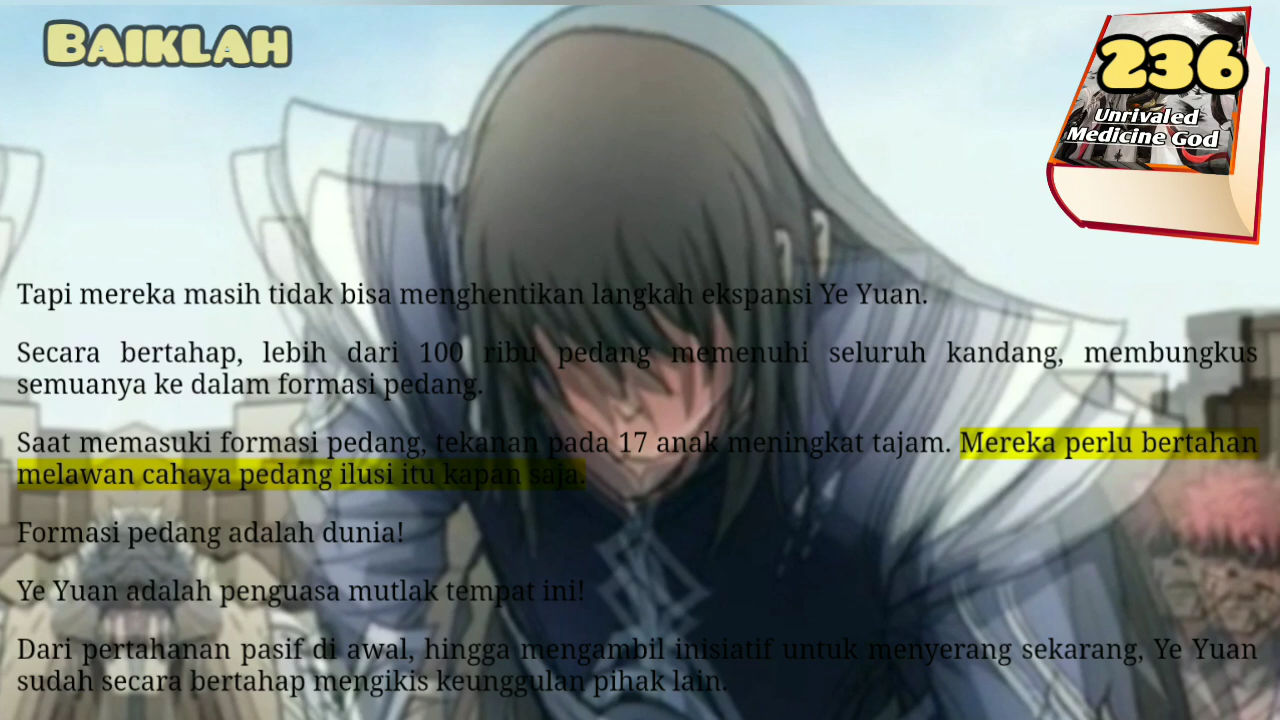 Baiklah
236
Unrivaled
Medicine God
Tapi mereka masih tidak bisa menghentikan langkah ekspansi Ye Yuan.
Secara bertahap, lebih dari 100 ribu pedang memenuhi seluruh kandang, membungkus
semuanya ke dalam formasi pedang.
Saat memasuki formasi pedang, tekanan pada 17 anak meningkat tajam. Mereka perlu bertahan
melawan cahaya pedang ilusi itu kapan saja.
Formasi pedang adalah dunia!
Ye Yuan adalah penguasa mutlak tempat ini!
Dari pertahanan pasif di awal, hingga mengambil inisiatif untuk menyerang sekarang, Ye Yuan
sudah secara bertahap mengikis keunggulan pihak lain.